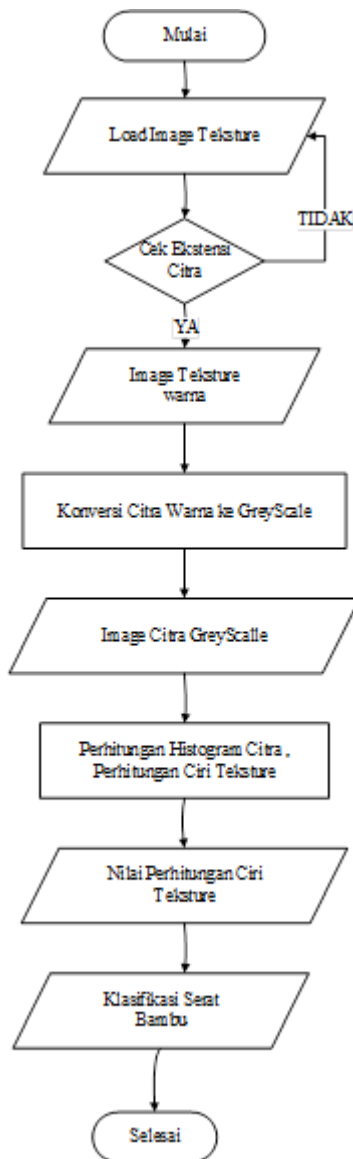 Mulai
Load Image Teksture
TIDAK
Cek Ekstensi
Citra
YA
Image Teksture
warna
Konversi Citra Warna ke GreyScale
Image Citra GreyScalle
Perhitungan Histogram Citra ,
Perhitungan Ciri Teksture
Nilai Perhitungan Ciri
Teksture
Klasifikasi Serat
Bambu
Selesai